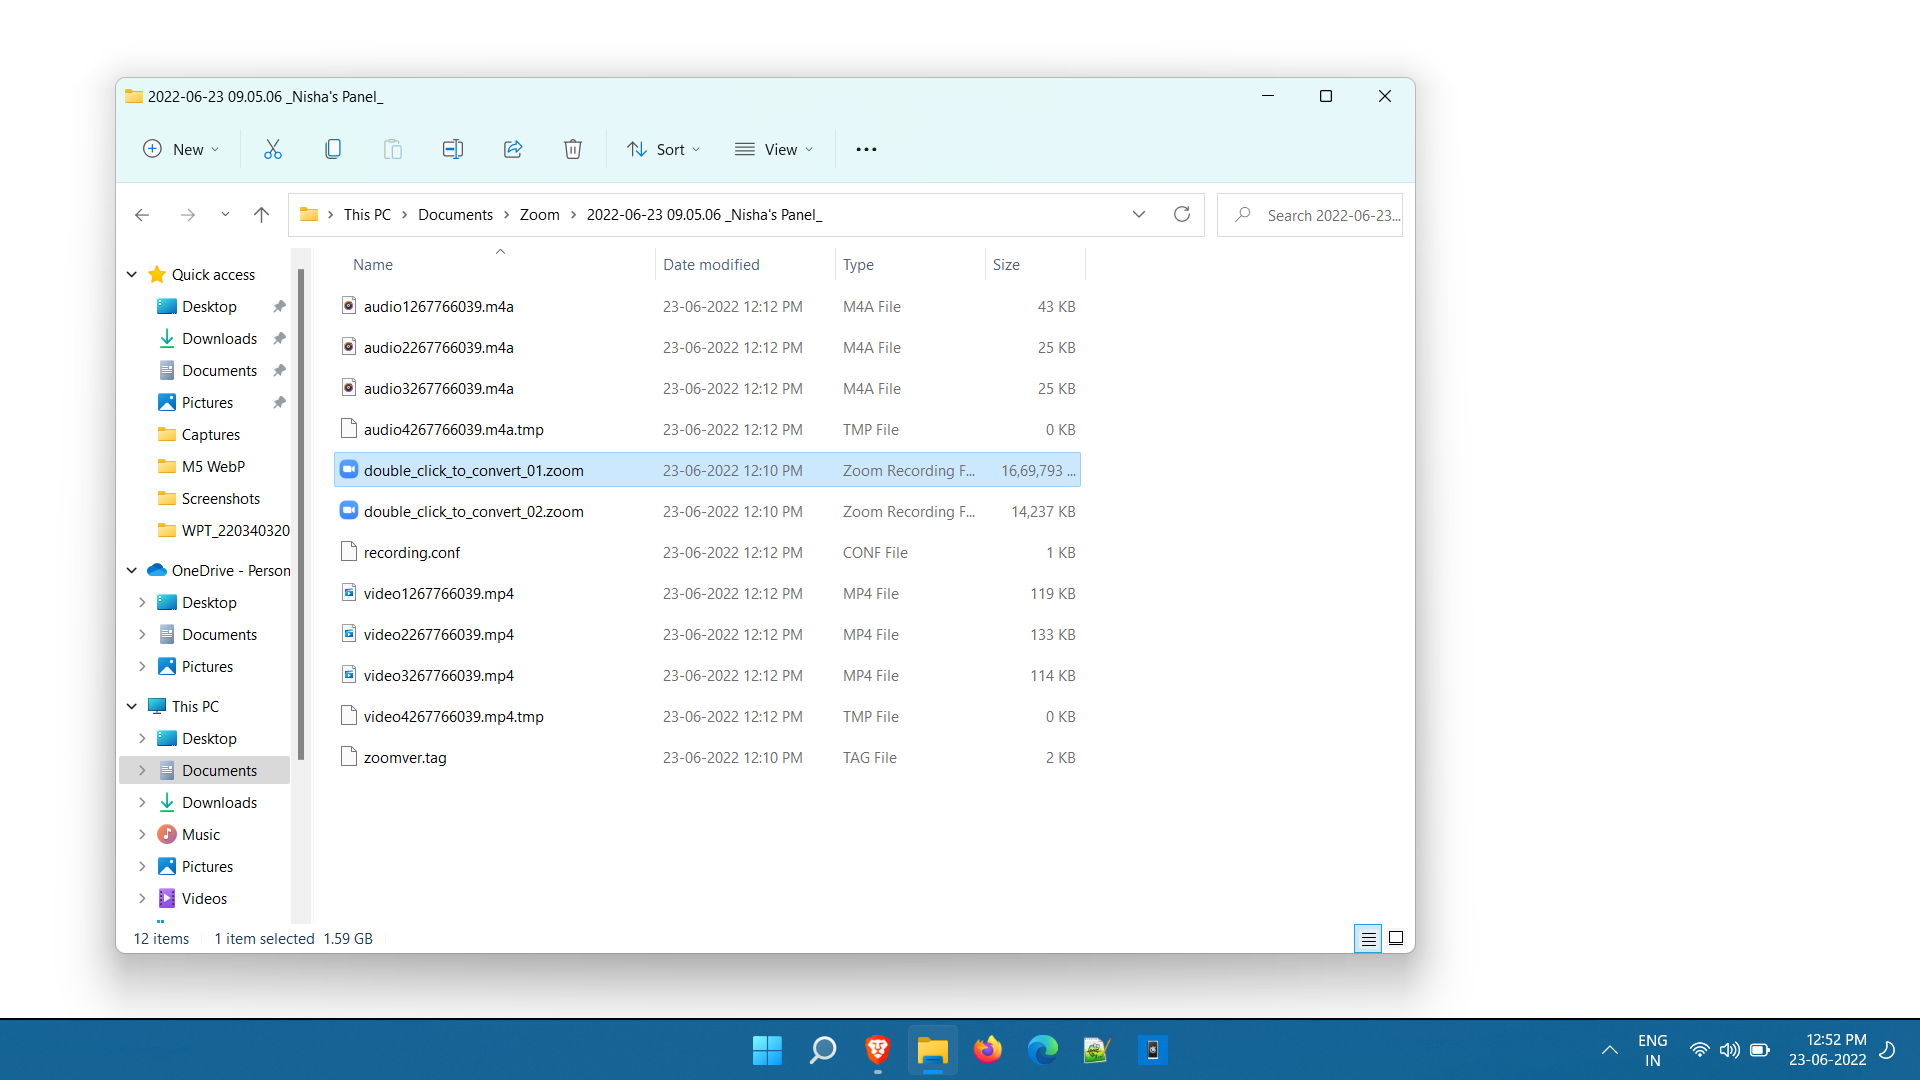 2022-06-23 09.05.06 _Nisha's Panel_
New
Sort
View
This PC > Documents > Zoom > 2022-06-23 09.05.06 _Nisha's Panel_
Search 2022-06-23...
Quick access
Desktop
Downloads
Documents
Pictures
Captures
M5 WebP
Screenshots
WPT_220340320
OneDrive - Person
Desktop
Documents
Pictures
This PC
Desktop
Documents
Downloads
Music
Pictures
Videos
Name Date modified Type Size
audio1267766039.m4a 23-06-2022 12:12 PM M4A File 43 KB
audio2267766039.m4a 23-06-2022 12:12 PM M4A File 25 KB
audio3267766039.m4a 23-06-2022 12:12 PM M4A File 25 KB
audio4267766039.m4a.tmp 23-06-2022 12:12 PM TMP File 0 KB
double_click_to_convert_01.zoom 23-06-2022 12:10 PM Zoom Recording F... 16,69,793 ...
double_click_to_convert_02.zoom 23-06-2022 12:10 PM Zoom Recording F... 14,237 KB
recording.conf 23-06-2022 12:12 PM CONF File 1 KB
video1267766039.mp4 23-06-2022 12:12 PM MP4 File 119 KB
video2267766039.mp4 23-06-2022 12:12 PM MP4 File 133 KB
video3267766039.mp4 23-06-2022 12:12 PM MP4 File 114 KB
video4267766039.mp4.tmp 23-06-2022 12:12 PM TMP File 0 KB
zoomver.tag 23-06-2022 12:10 PM TAG File 2 KB
12 items 1 item selected 1.59 GB
ENG
IN
12:52 PM
23-06-2022